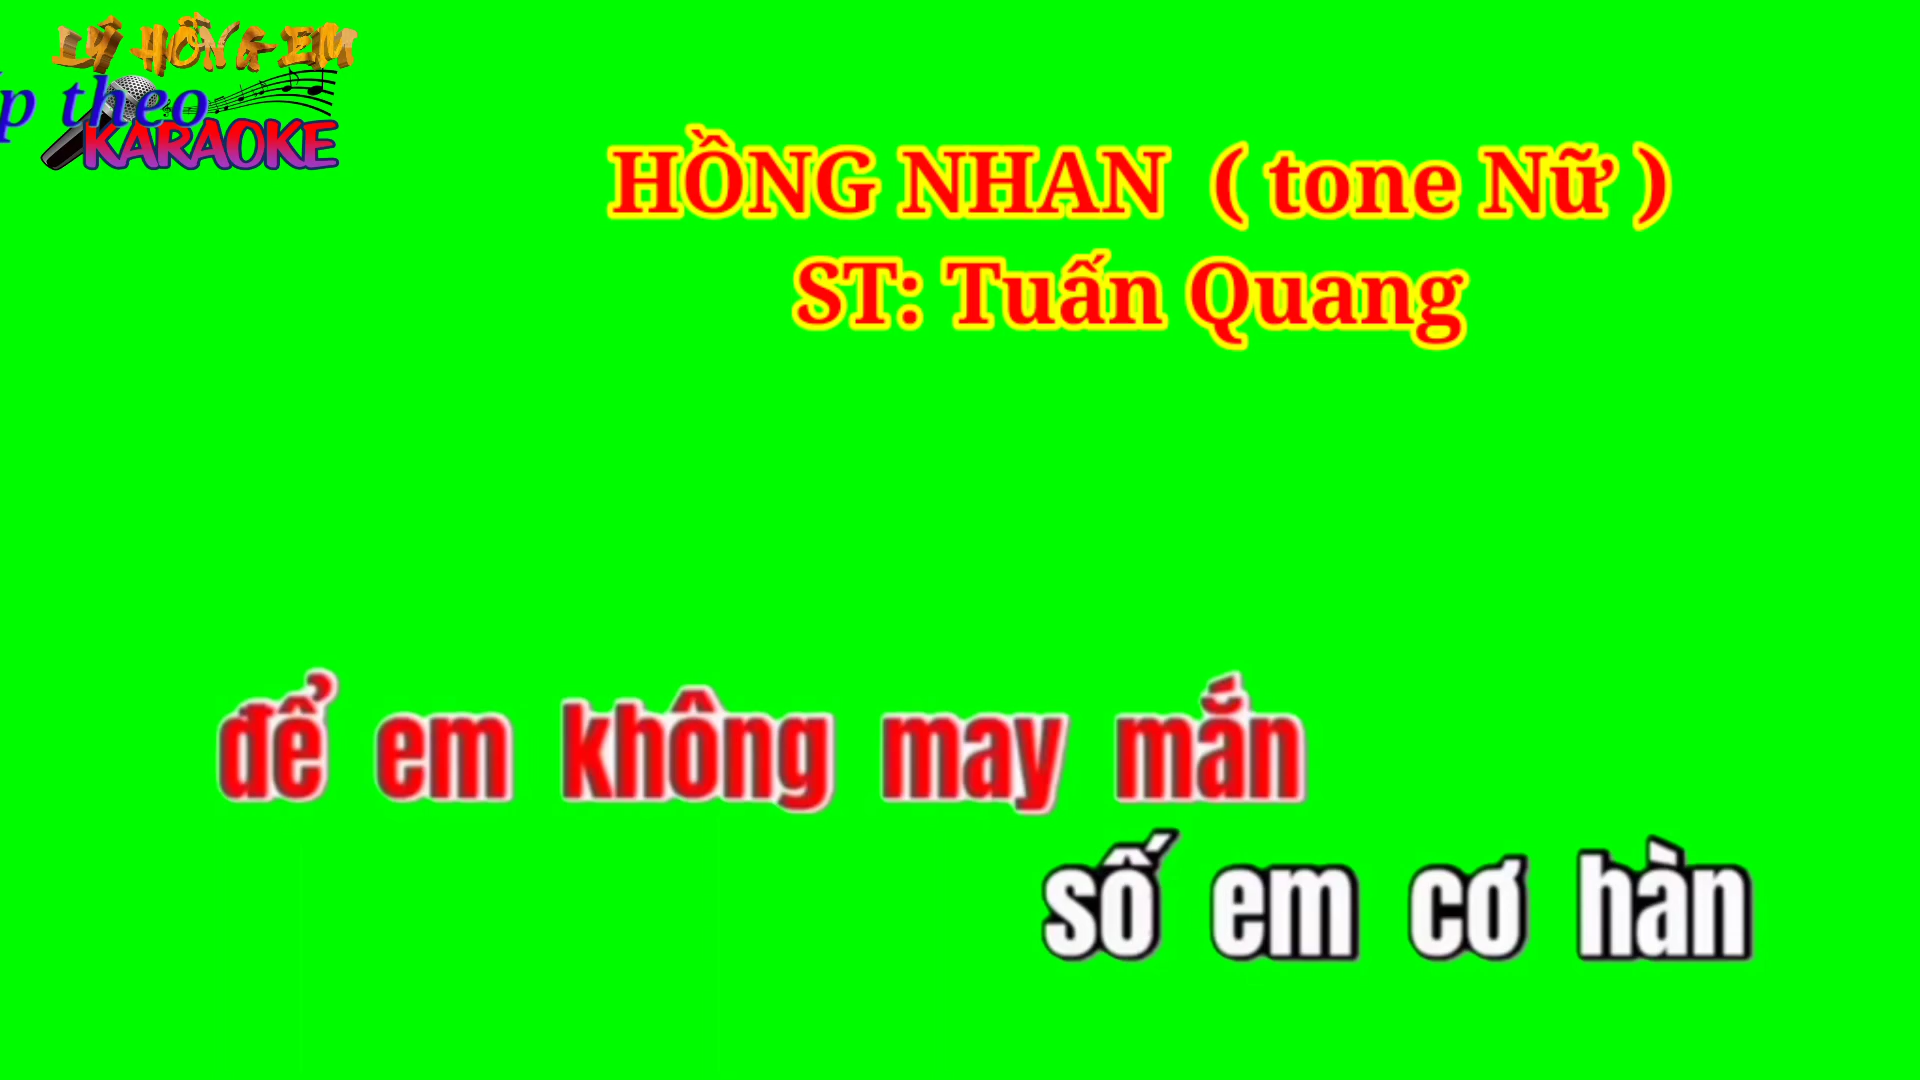 LÝ HỒNG EM
theo
KARAOKE
HỒNG NHAN ( tone Nữ )
ST: Tuấn Quang
để em không may mắn
số em cơ hàn